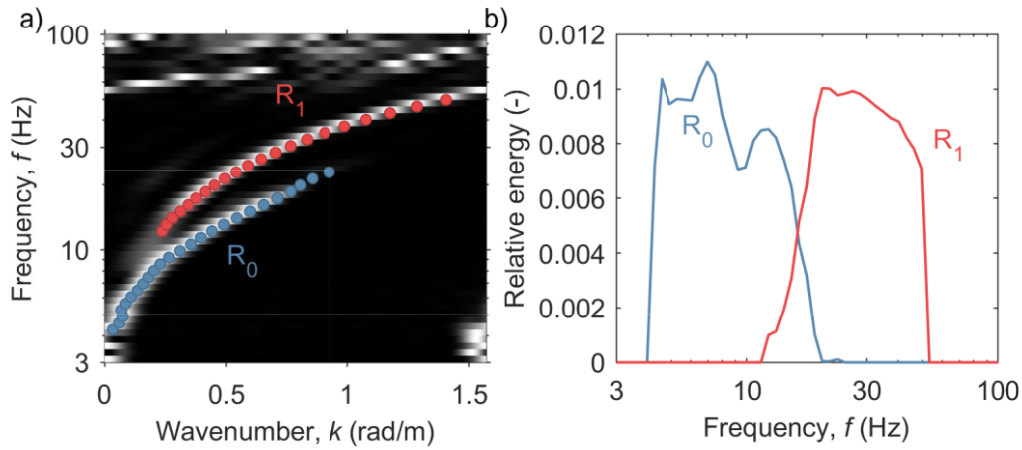 a)
100
30
10
3
Frequency, f (Hz)
R1
R0
0
0.5
1
1.5
Wavenumber, k (rad/m)
b)
0.012
0.01
0.008
0.006
0.004
0.002
0
Relative energy (-)
R0
R1
3
10
30
100
Frequency, f (Hz)